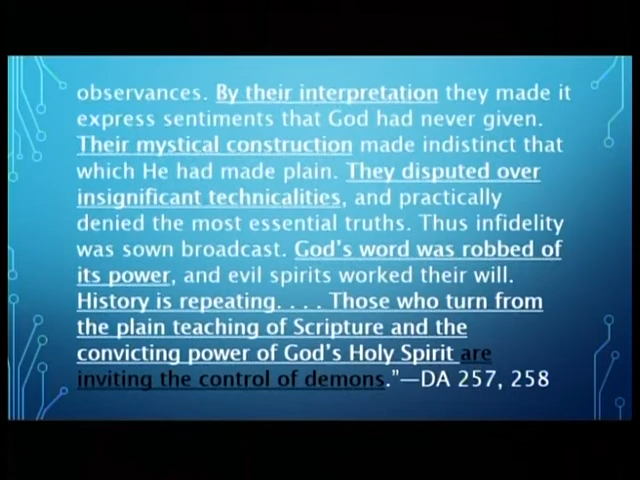 observances. By their interpretation they made it
express sentiments that God had never given.
Their mystical construction made indistinct that
which He had made plain. They disputed over
insignificant technicalities, and practically
denied the most essential truths. Thus infidelity
was sown broadcast. God’s word was robbed of
its power, and evil spirits worked their will.
History is repeating. . . . Those who turn from
the plain teaching of Scripture and the
convicting power of God’s Holy Spirit are
inviting the control of demons.”—DA 257, 258